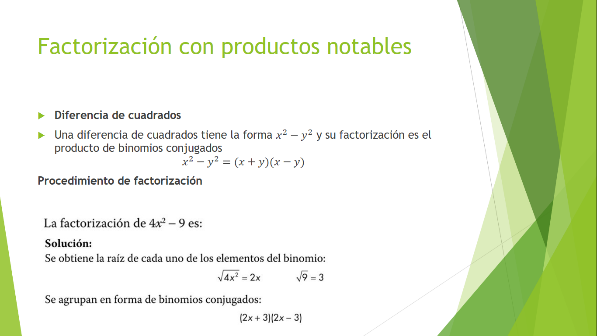 Factorización con productos notables
Diferencia de cuadrados
Una diferencia de cuadrados tiene la forma x² − y² y su factorización es el
producto de binomios conjugados
x² − y² = (x + y)(x − y)
Procedimiento de factorización
La factorización de 4x² − 9 es:
Solución:
Se obtiene la raíz de cada uno de los elementos del binomio:
√4x² = 2x √9 = 3
Se agrupan en forma de binomios conjugados:
(2x + 3)(2x − 3)